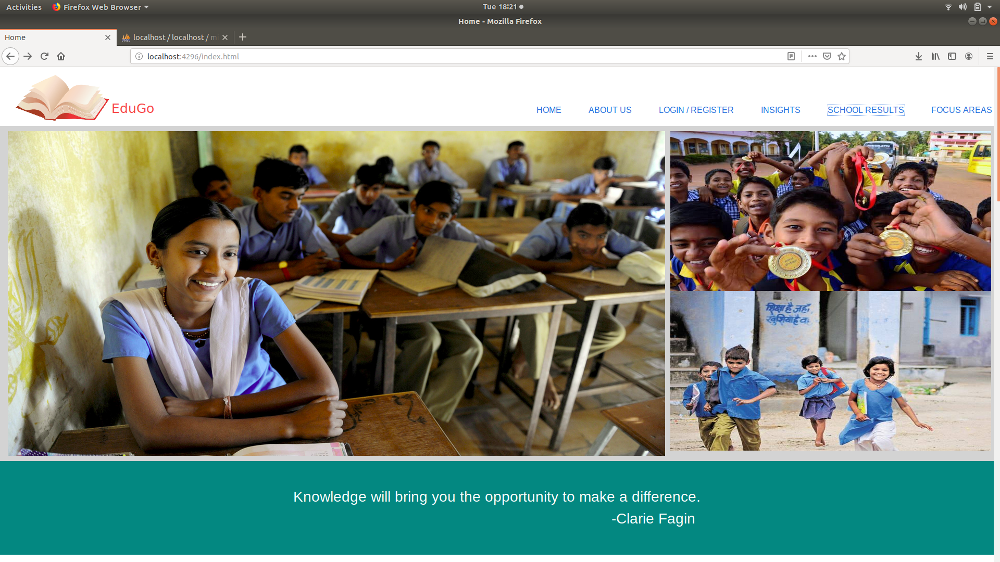 Activities Firefox Web Browser Tue 18:21
Home - Mozilla Firefox
Home localhost / localhost / m
localhost:4296/index.html
EduGo
HOME ABOUT US LOGIN / REGISTER INSIGHTS SCHOOL RESULTS FOCUS AREAS
शिक्षा है जहाँ,
खुशियाँ है वहाँ
Knowledge will bring you the opportunity to make a difference.
-Clarie Fagin